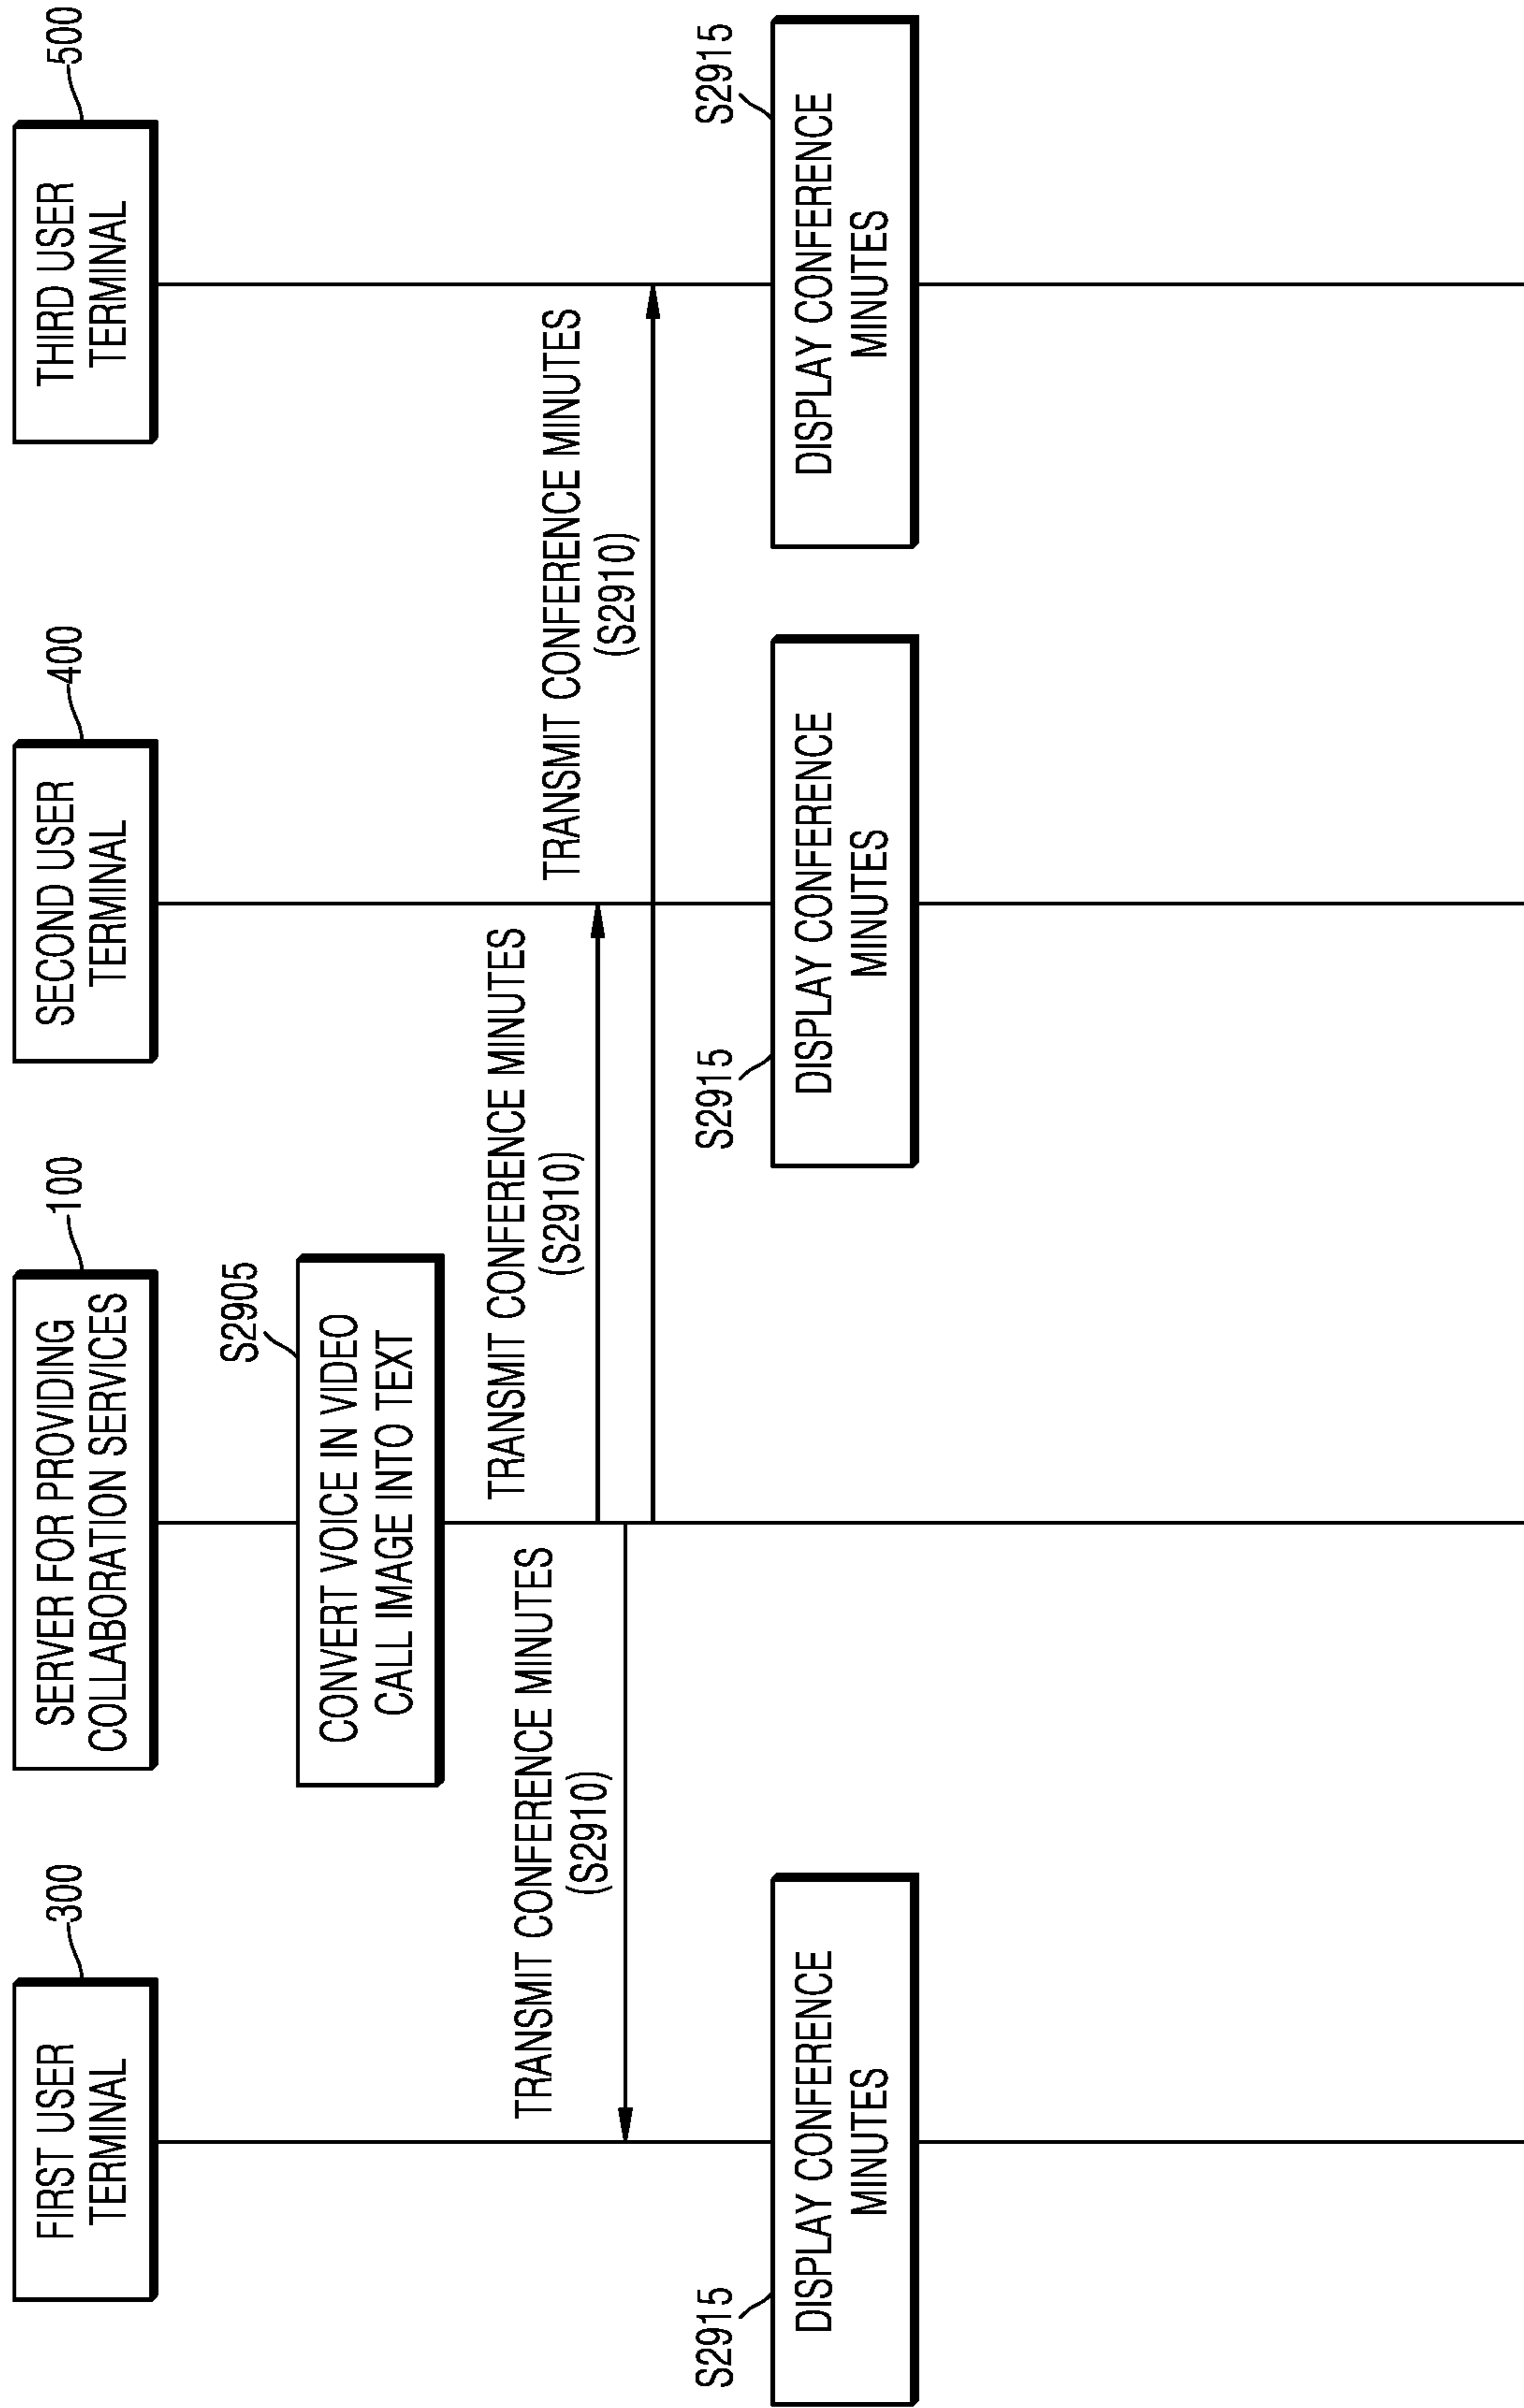 FIRST USER
TERMINAL
300
SERVER FOR PROVIDING
COLLABORATION SERVICES
100
SECOND USER
TERMINAL
400
THIRD USER
TERMINAL
500
S2905
CONVERT VOICE IN VIDEO
CALL IMAGE INTO TEXT
TRANSMIT CONFERENCE MINUTES
(S2910)
TRANSMIT CONFERENCE MINUTES
(S2910)
TRANSMIT CONFERENCE MINUTES
(S2910)
S2915
DISPLAY CONFERENCE
MINUTES
S2915
DISPLAY CONFERENCE
MINUTES
S2915
DISPLAY CONFERENCE
MINUTES